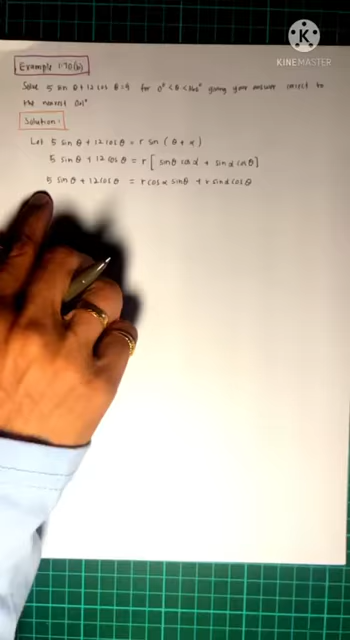 KINEMASTER
Example 1.70(b)
Solve 5 sin θ + 12 cos θ = 4 for 0° < θ < 360° giving your answer correct to
the nearest 0.01°
Solution:
Let 5 sin θ + 12 cos θ = r sin (θ + α)
5 sin θ + 12 cos θ = r [ sin θ cos α + sin α cos θ ]
5 sin θ + 12 cos θ = r cos α sin θ + r sin α cos θ